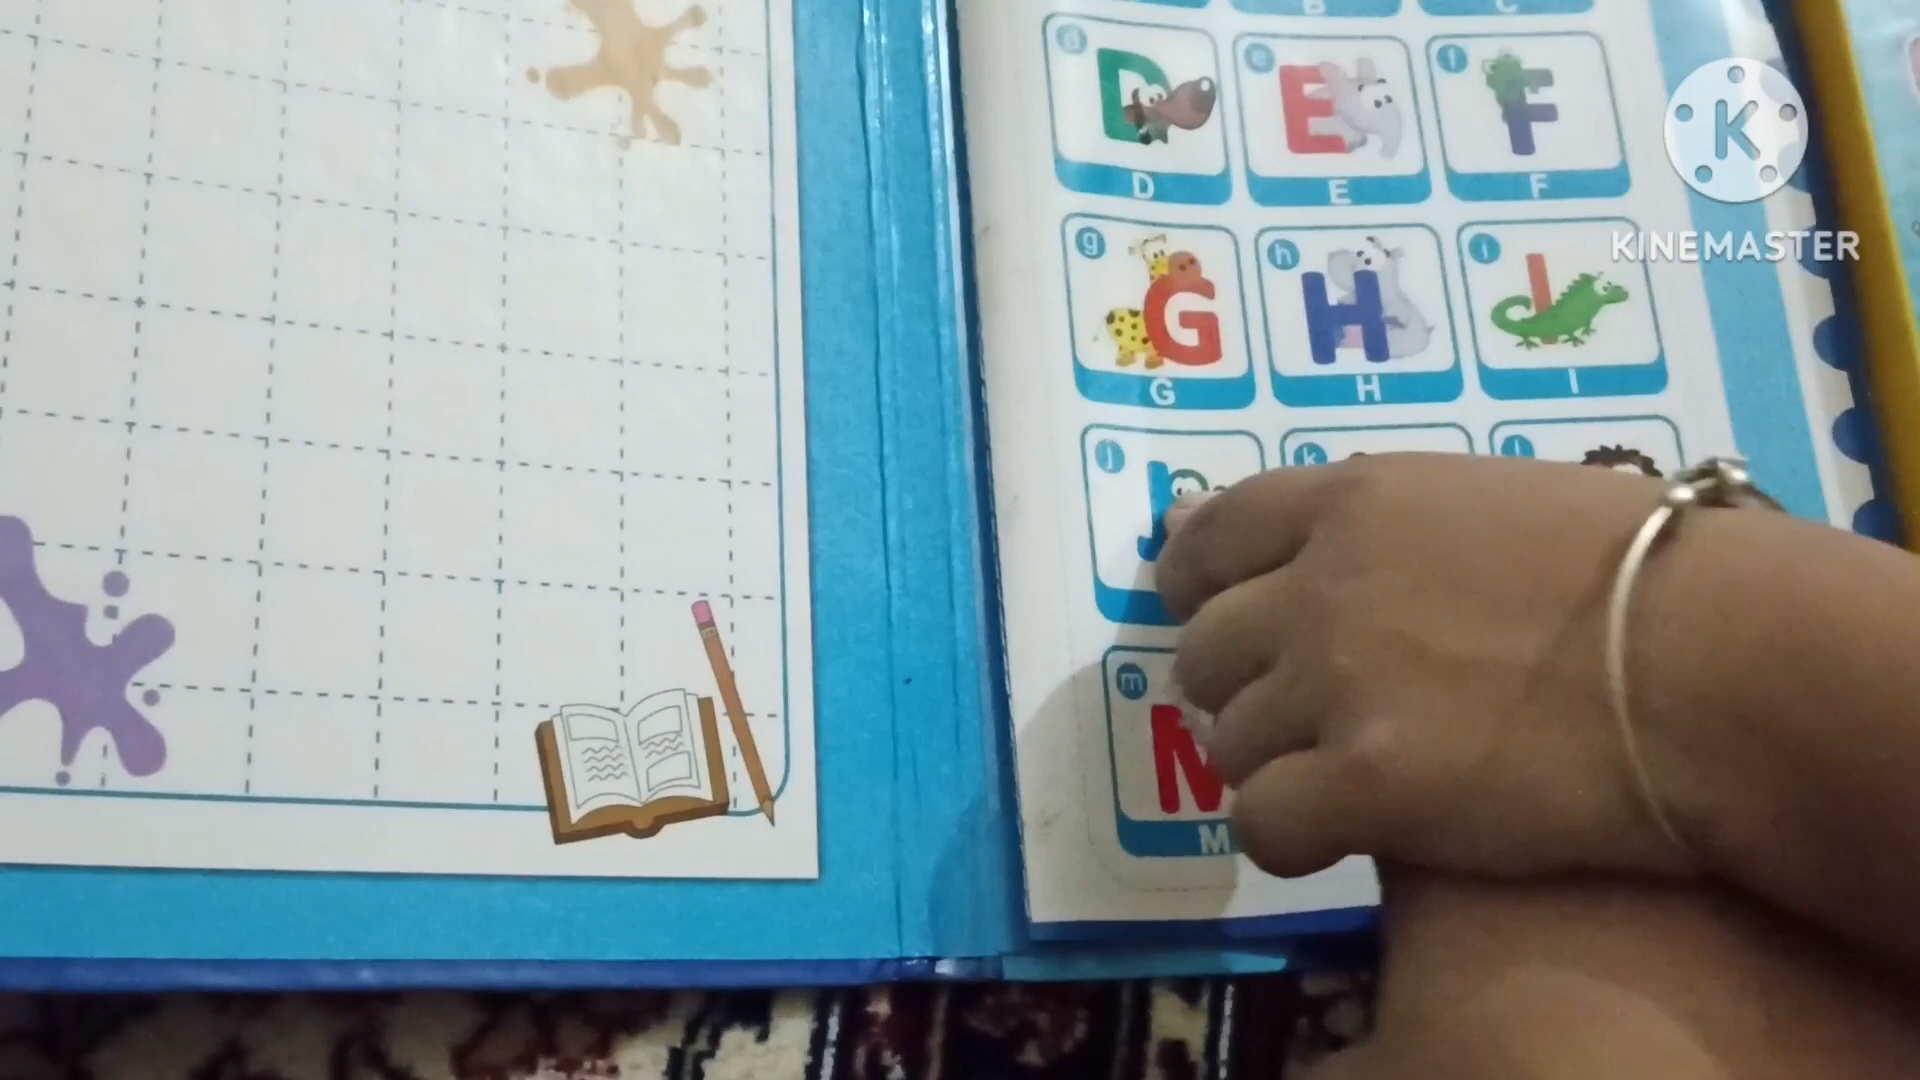 B C
d D e E f F
D E F
K
KINEMASTER
g G h H i I
G H I
j J k l
m M
M